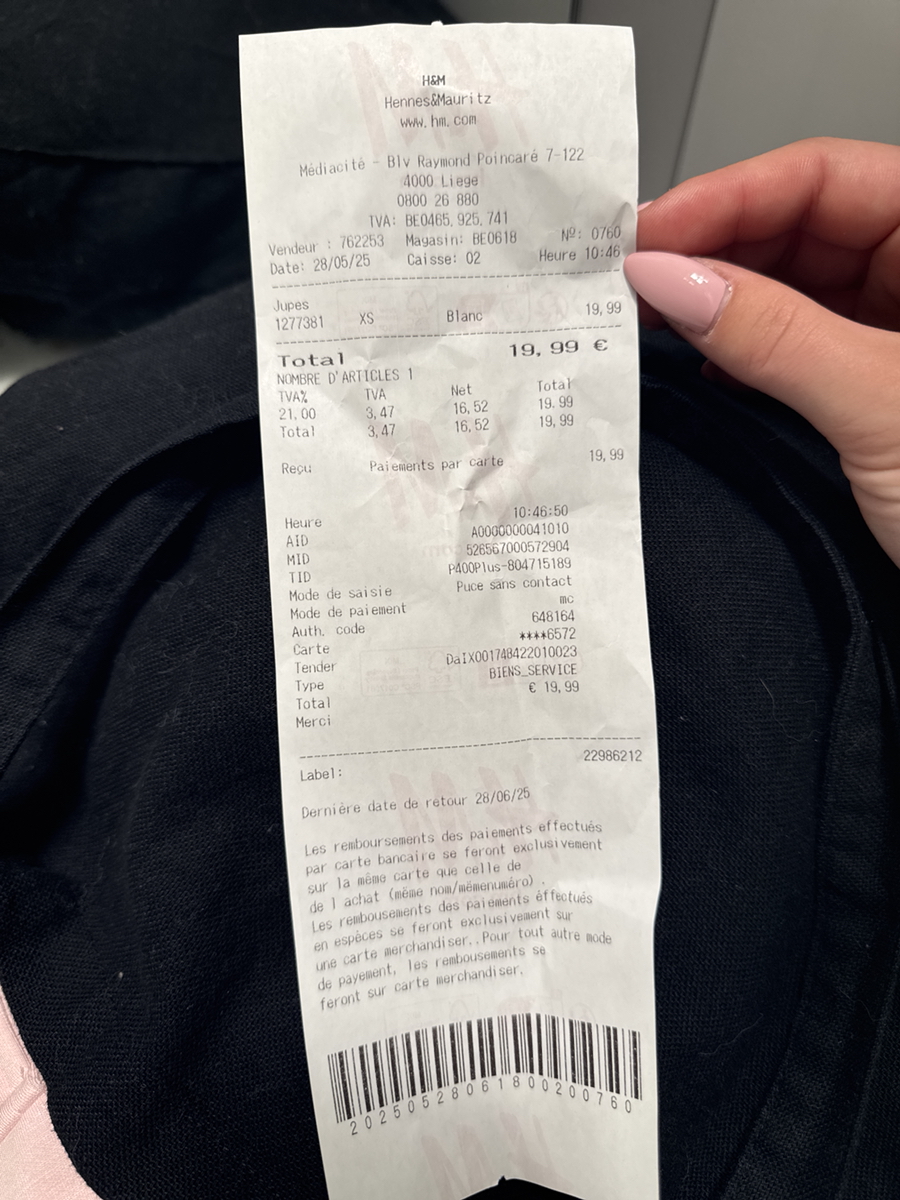 H&M
Hennes&Mauritz
www.hm.com
Médiacité - Blv Raymond Poincaré 7-122
4000 Liege
0800 26 880
TVA: BE0465.925.741
Vendeur : 762253 Magasin: BE0618 Nº: 0760
Date: 28/05/25 Caisse: 02 Heure 10:46
Jupes
1277381 XS Blanc 19,99
Total 19,99 €
NOMBRE D'ARTICLES 1
TVA% TVA Net Total
21.00 3,47 16,52 19.99
Total 3,47 16,52 19,99
Reçu Paiements par carte 19,99
Heure 10:46:50
AID A0000000041010
MID 526567000572904
TID P400Plus-804715189
Mode de saisie Puce sans contact
Mode de paiement mc
Auth. code 648164
Carte ****6572
Tender DaIX001748422010023
Type BIENS_SERVICE
Total € 19,99
Merci
22986212
Label:
Dernière date de retour 28/06/25
Les remboursements des paiements effectués
par carte bancaire se feront exclusivement
sur la même carte que celle de
de l achat (même nom/mêmenuméro) .
Les rembousements des paiements éffectués
en espèces se feront exclusivement sur
une carte merchandiser..Pour tout autre mode
de payement, les rembousements se
feront sur carte merchandiser.
20250528061800200760